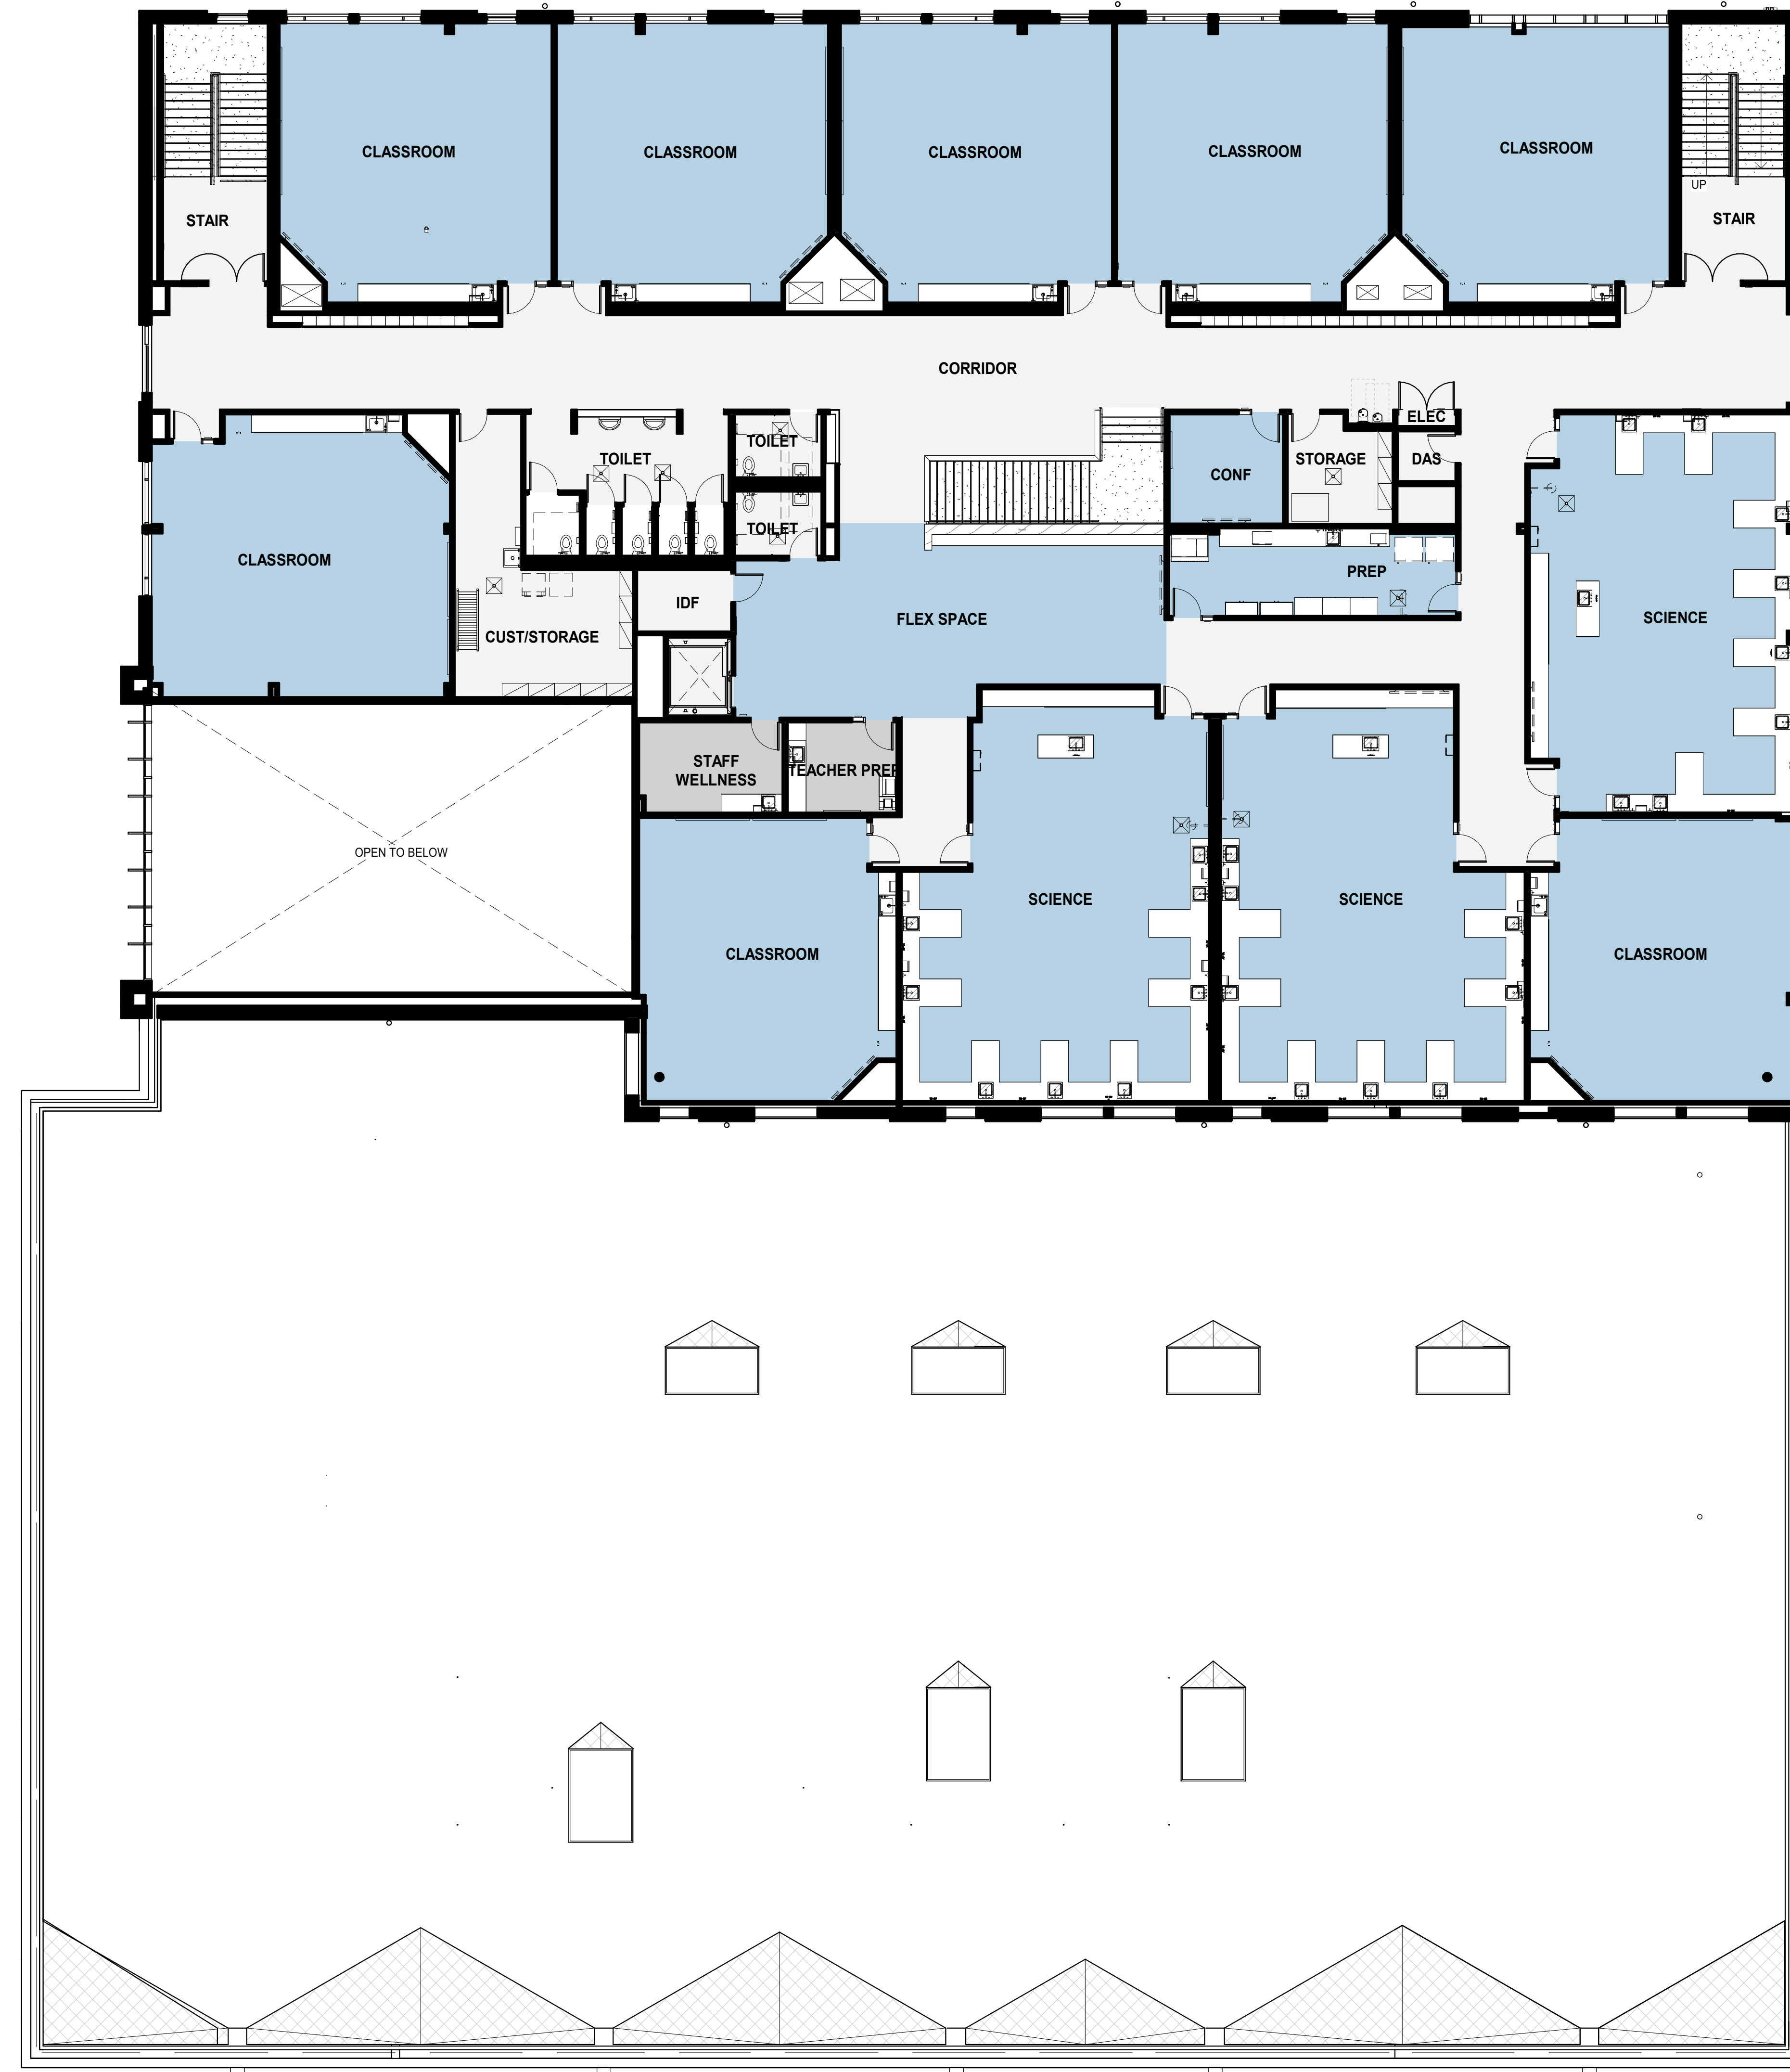 CLASSROOM
CLASSROOM
CLASSROOM
CLASSROOM
CLASSROOM
UP
STAIR
STAIR
CORRIDOR
ELEC
TOILET
TOILET
STORAGE
DAS
CONF
TOILET
CLASSROOM
PREP
IDF
FLEX SPACE
SCIENCE
CUST/STORAGE
STAFF
WELLNESS
TEACHER PREP
OPEN TO BELOW
SCIENCE
SCIENCE
CLASSROOM
CLASSROOM